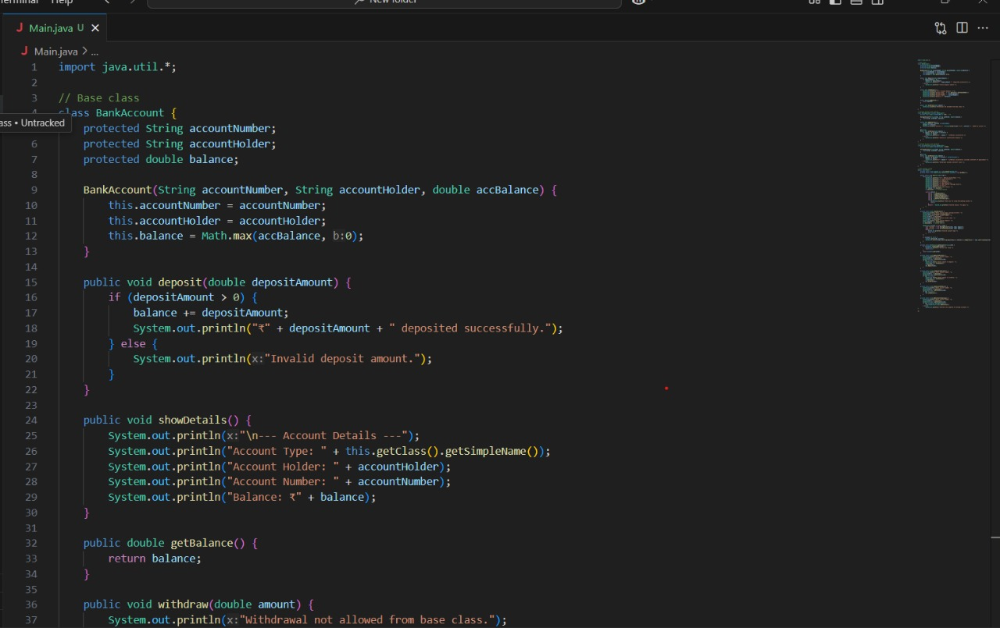 Terminal Help
New folder
Main.java U
Main.java > ...
1 import java.util.*;
2
3 // Base class
4 class BankAccount {
ass • Untracked
protected String accountNumber;
6 protected String accountHolder;
7 protected double balance;
8
9 BankAccount(String accountNumber, String accountHolder, double accBalance) {
10 this.accountNumber = accountNumber;
11 this.accountHolder = accountHolder;
12 this.balance = Math.max(accBalance, b:0);
13 }
14
15 public void deposit(double depositAmount) {
16 if (depositAmount > 0) {
17 balance += depositAmount;
18 System.out.println("₹" + depositAmount + " deposited successfully.");
19 } else {
20 System.out.println(x:"Invalid deposit amount.");
21 }
22 }
23
24 public void showDetails() {
25 System.out.println(x:"\n--- Account Details ---");
26 System.out.println("Account Type: " + this.getClass().getSimpleName());
27 System.out.println("Account Holder: " + accountHolder);
28 System.out.println("Account Number: " + accountNumber);
29 System.out.println("Balance: ₹" + balance);
30 }
31
32 public double getBalance() {
33 return balance;
34 }
35
36 public void withdraw(double amount) {
37 System.out.println(x:"Withdrawal not allowed from base class.");